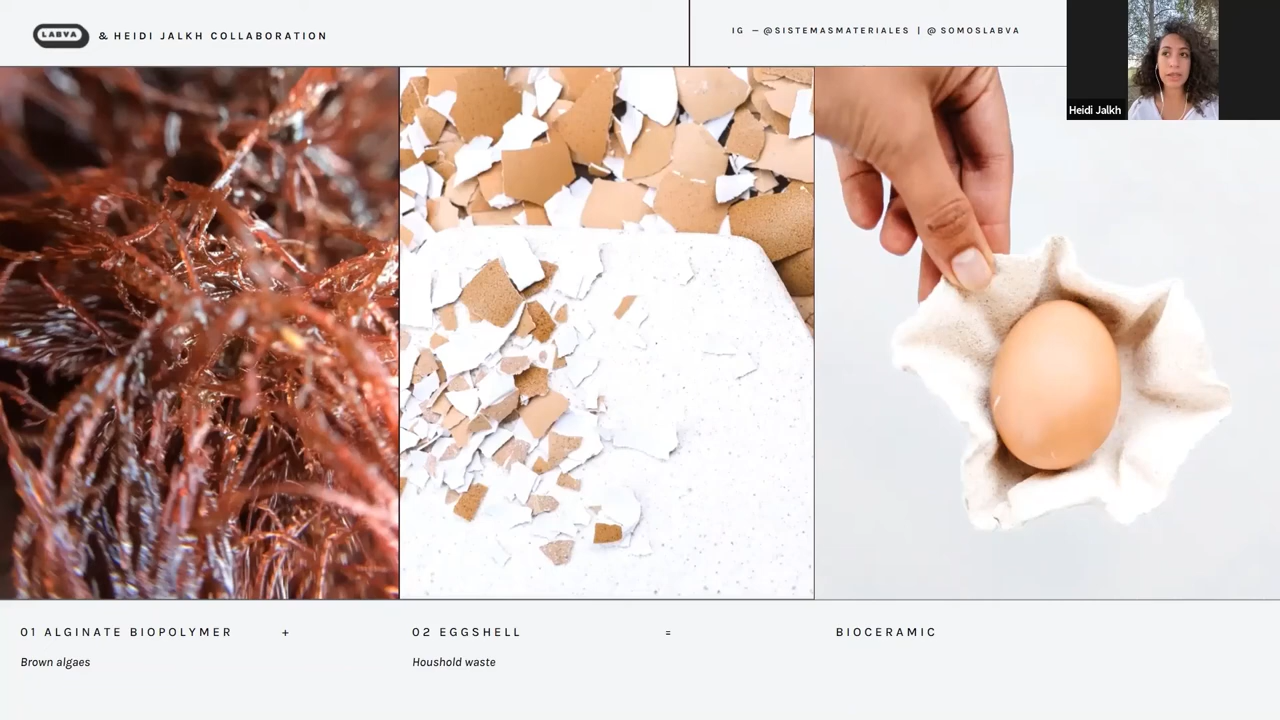 LABVA & HEIDI JALKH COLLABORATION
IG – @SISTEMASMATERIALES | @SOMOSLABVA
Heidi Jalkh
01 ALGINATE BIOPOLYMER +
02 EGGSHELL =
BIOCERAMIC
Brown algaes
Houshold waste